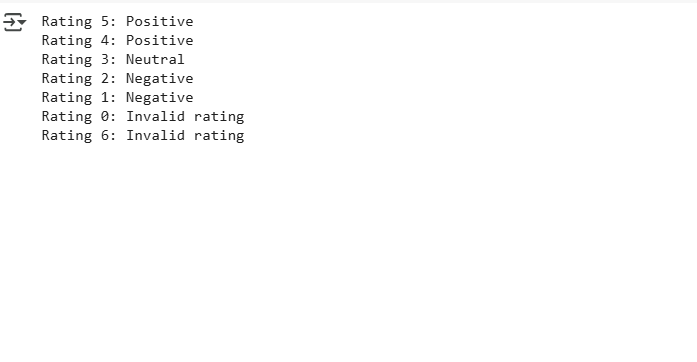 Rating 5: Positive
Rating 4: Positive
Rating 3: Neutral
Rating 2: Negative
Rating 1: Negative
Rating 0: Invalid rating
Rating 6: Invalid rating